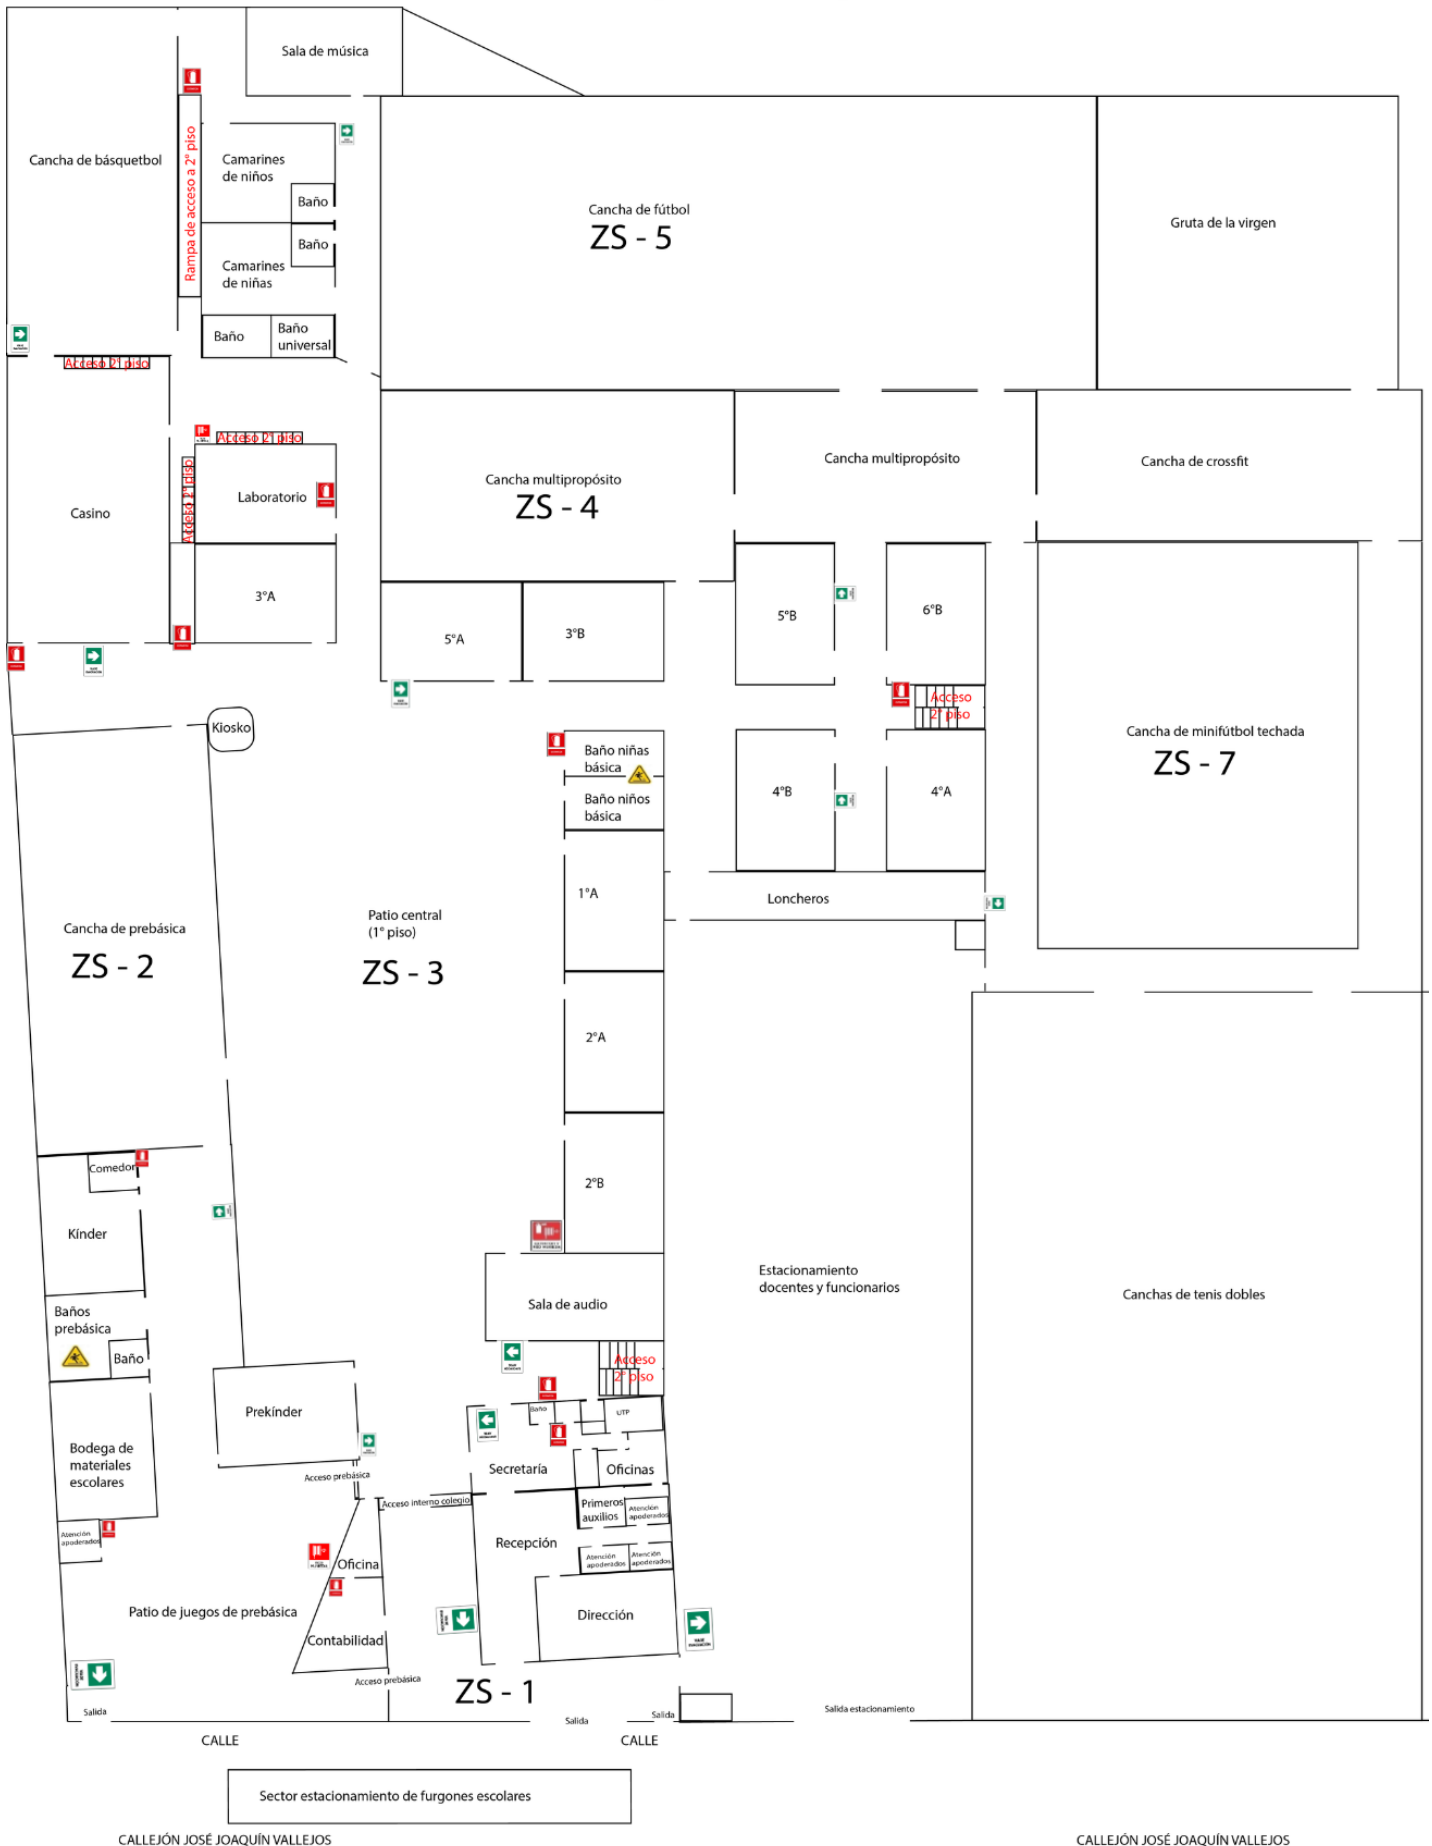 Sala de música
Cancha de básquetbol
Rampa de acceso a 2° piso
Camarines
de niños
Baño
Baño
Camarines
de niñas
Baño
Baño
universal
Cancha de fútbol
ZS - 5
Gruta de la virgen
Acceso 2° piso
Acceso 2° piso
Acceso 2° piso
Casino
Laboratorio
3°A
Cancha multipropósito
ZS - 4
Cancha multipropósito
Cancha de crossfit
5°A
3°B
5°B
6°B
Acceso
2° piso
Kiosko
Baño niñas
básica
Baño niños
básica
4°B
4°A
Cancha de minifútbol techada
ZS - 7
1°A
Loncheros
Cancha de prebásica
ZS - 2
Patio central
(1° piso)
ZS - 3
2°A
2°B
Comedor
Kínder
Baños
prebásica
Baño
Sala de audio
Estacionamiento
docentes y funcionarios
Canchas de tenis dobles
Acceso
2° piso
Prekínder
Baño
UTP
Bodega de
materiales
escolares
Secretaría
Oficinas
Acceso prebásica
Acceso interno colegio
Primeros
auxilios
Atención
apoderados
Atención
apoderados
Recepción
Oficina
Atención
apoderados
Atención
apoderados
Patio de juegos de prebásica
Contabilidad
Dirección
Acceso prebásica
ZS - 1
Salida
Salida
Salida
Salida estacionamiento
CALLE
CALLE
Sector estacionamiento de furgones escolares
CALLEJÓN JOSÉ JOAQUÍN VALLEJOS
CALLEJÓN JOSÉ JOAQUÍN VALLEJOS